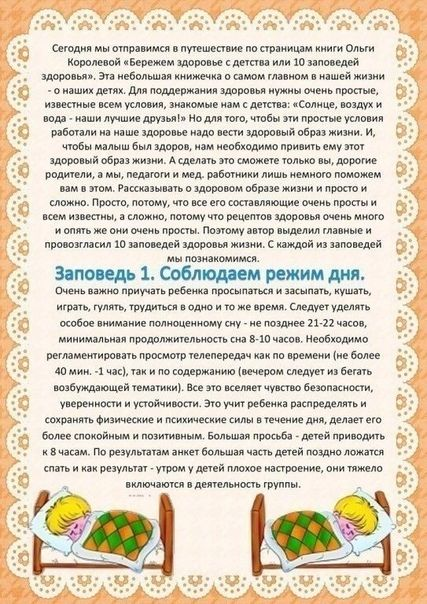 Сегодня мы отправимся в путешествие по страницам книги Ольги
Королевой «Бережем здоровье с детства или 10 заповедей
здоровья». Эта небольшая книжечка о самом главном в нашей жизни
- о наших детях. Для поддержания здоровья нужны очень простые,
известные всем условия, знакомые нам с детства: «Солнце, воздух и
вода - наши лучшие друзья!» Но для того, чтобы эти простые условия
работали на наше здоровье надо вести здоровый образ жизни. И,
чтобы малыш был здоров, нам необходимо привить ему этот
здоровый образ жизни. А сделать это сможете только вы, дорогие
родители, а мы, педагоги и мед. работники лишь немного поможем
вам в этом. Рассказывать о здоровом образе жизни и просто и
сложно. Просто, потому, что все его составляющие очень просты и
всем известны, а сложно, потому что рецептов здоровья очень много
и опять же они очень просты. Поэтому автор выделил главные и
провозгласил 10 заповедей здоровья жизни. С каждой из заповедей
мы познакомимся.
Заповедь 1. Соблюдаем режим дня.
Очень важно приучать ребенка просыпаться и засыпать, кушать,
играть, гулять, трудиться в одно и то же время. Следует уделять
особое внимание полноценному сну - не позднее 21-22 часов,
минимальная продолжительность сна 8-10 часов. Необходимо
регламентировать просмотр телепередач как по времени (не более
40 мин. -1 час), так и по содержанию (вечером следует из бегать
возбуждающей тематики). Все это вселяет чувство безопасности,
уверенности и устойчивости. Это учит ребенка распределять и
сохранять физические и психические силы в течение дня, делает его
более спокойным и позитивным. Большая просьба - детей приводить
к 8 часам. По результатам анкет большая часть детей поздно ложатся
спать и как результат - утром у детей плохое настроение, они тяжело
включаются в деятельность группы.